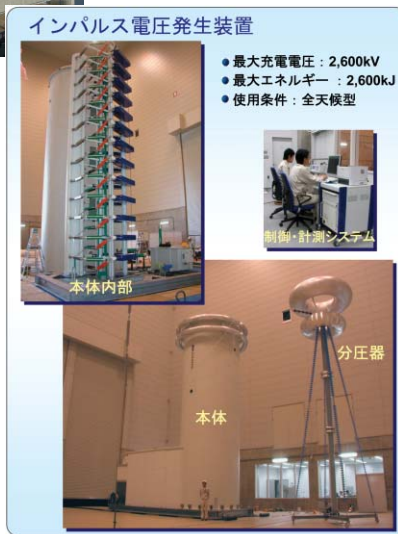 インパルス電圧発生装置
● 最大充電電圧：2,600kV
● 最大エネルギー：2,600kJ
● 使用条件：全天候型
本体内部
制御・計測システム
分圧器
本体